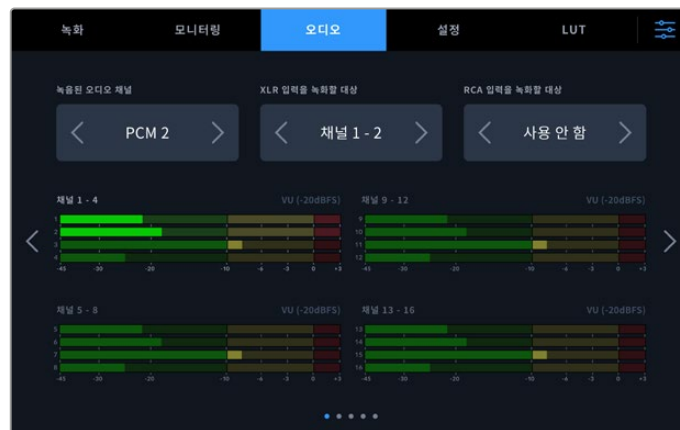 녹화 모니터링 오디오 설정 LUT
녹음된 오디오 채널 XLR 입력을 녹화할 대상 RCA 입력을 녹화할 대상
PCM 2 채널 1 - 2 사용 안 함
채널 1 - 4 VU (-20dBFS) 채널 9 - 12 VU (-20dBFS)
1 9
2 10
3 11
4 12
-45 -30 -20 -10 -6 -3 0 +3 -45 -30 -20 -10 -6 -3 0 +3
채널 5 - 8 VU (-20dBFS) 채널 13 - 16 VU (-20dBFS)
5 13
6 14
7 15
8 16
-45 -30 -20 -10 -6 -3 0 +3 -45 -30 -20 -10 -6 -3 0 +3